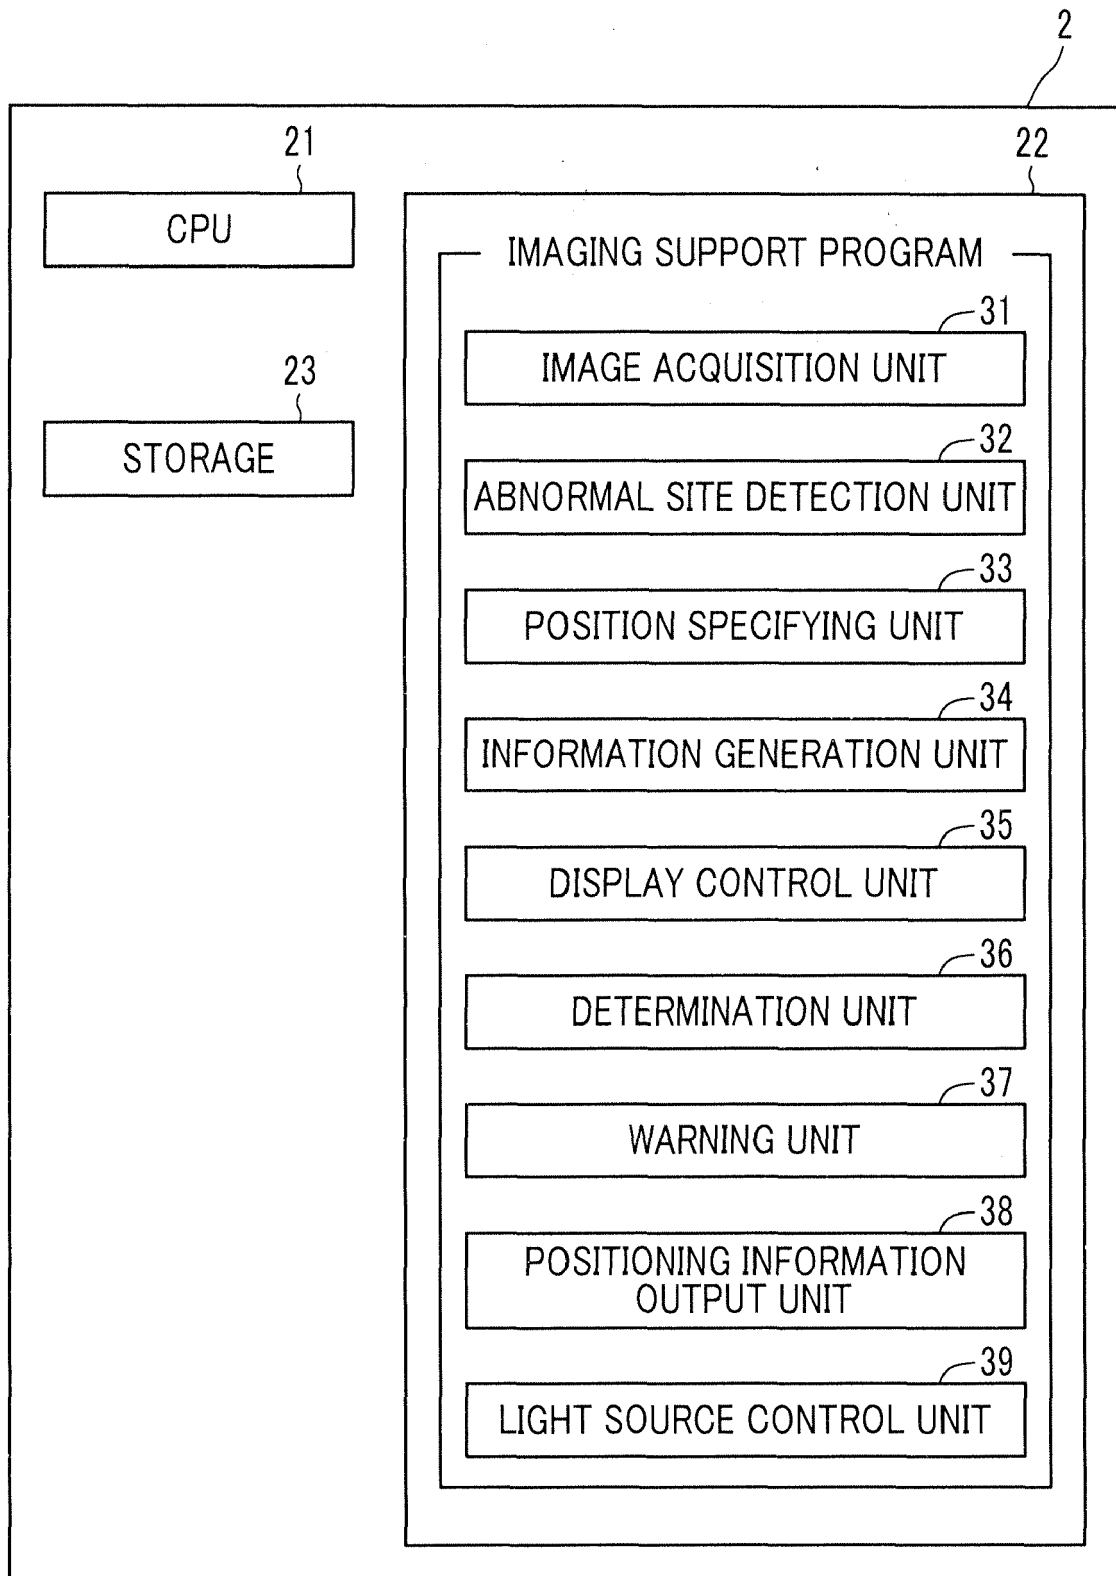 2
21
22
CPU
IMAGING SUPPORT PROGRAM
31
IMAGE ACQUISITION UNIT
23
STORAGE
32
ABNORMAL SITE DETECTION UNIT
33
POSITION SPECIFYING UNIT
34
INFORMATION GENERATION UNIT
35
DISPLAY CONTROL UNIT
36
DETERMINATION UNIT
37
WARNING UNIT
38
POSITIONING INFORMATION
OUTPUT UNIT
39
LIGHT SOURCE CONTROL UNIT